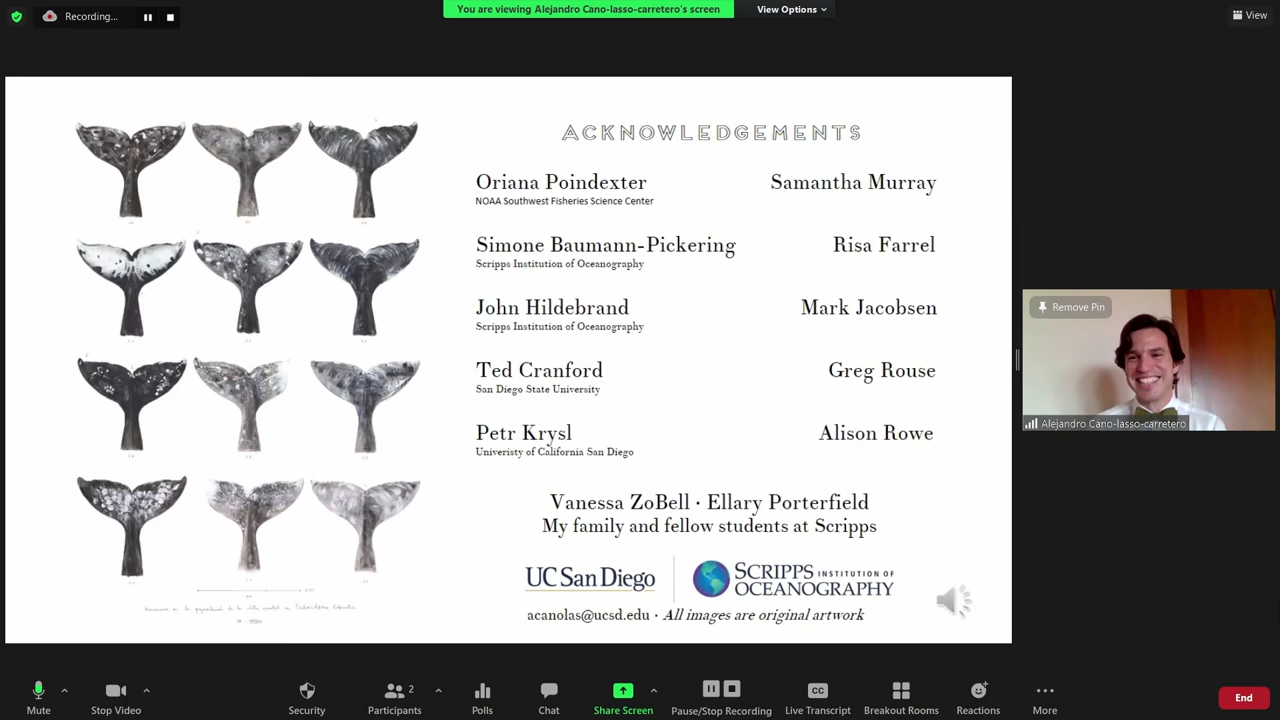 Recording...
You are viewing Alejandro Cano-lasso-carretero's screen
View Options
View
ACKNOWLEDGEMENTS
Oriana Poindexter
NOAA Southwest Fisheries Science Center
Samantha Murray
Simone Baumann-Pickering
Scripps Institution of Oceanography
Risa Farrel
John Hildebrand
Scripps Institution of Oceanography
Mark Jacobsen
Ted Cranford
San Diego State University
Greg Rouse
Petr Krysl
Univeristy of California San Diego
Alison Rowe
Vanessa ZoBell · Ellary Porterfield
My family and fellow students at Scripps
UC San Diego
SCRIPPS INSTITUTION OF
OCEANOGRAPHY
acanolas@ucsd.edu · All images are original artwork
Remove Pin
Alejandro Cano-lasso-carretero
Mute
Stop Video
Security
Participants
2
Polls
Chat
Share Screen
Pause/Stop Recording
CC
Live Transcript
Breakout Rooms
Reactions
More
End